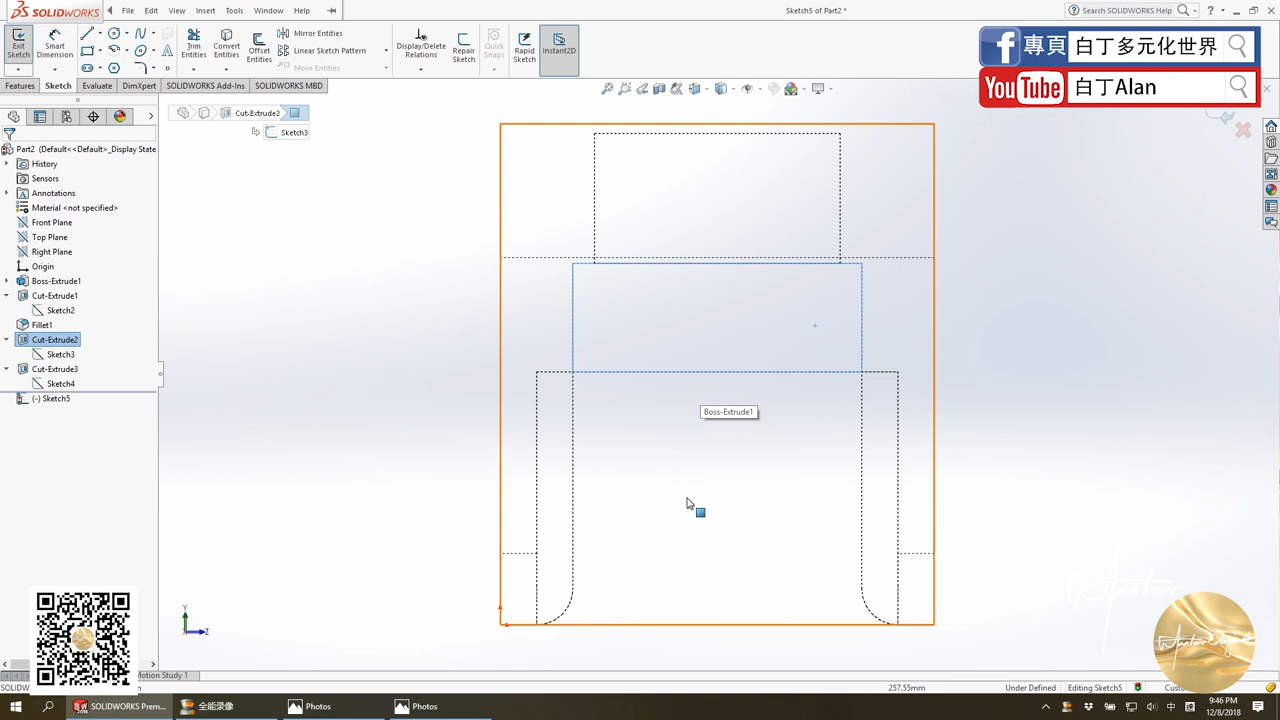 SOLIDWORKS
File
Edit
View
Insert
Tools
Window
Help
Sketch5 of Part2 *
Search SOLIDWORKS Help
Exit Sketch
Smart Dimension
Trim Entities
Convert Entities
Offset Entities
Mirror Entities
Linear Sketch Pattern
Move Entities
Display/Delete Relations
Repair Sketch
Quick Snaps
Rapid Sketch
Instant2D
f 專頁 白丁多元化世界
YouTube 白丁Alan
Features
Sketch
Evaluate
DimXpert
SOLIDWORKS Add-Ins
SOLIDWORKS MBD
Cut-Extrude2
Sketch3
Part2 (Default<<Default>_Display State
History
Sensors
Annotations
Material <not specified>
Front Plane
Top Plane
Right Plane
Origin
Boss-Extrude1
Cut-Extrude1
Sketch2
Fillet1
Cut-Extrude2
Sketch3
Cut-Extrude3
Sketch4
(-) Sketch5
Boss-Extrude1
Y
Z
Motion Study 1
257.55mm
Under Defined
Editing Sketch5
SOLIDWORKS Prem...
全能录像
Photos
Photos
中
9:46 PM
12/8/2018